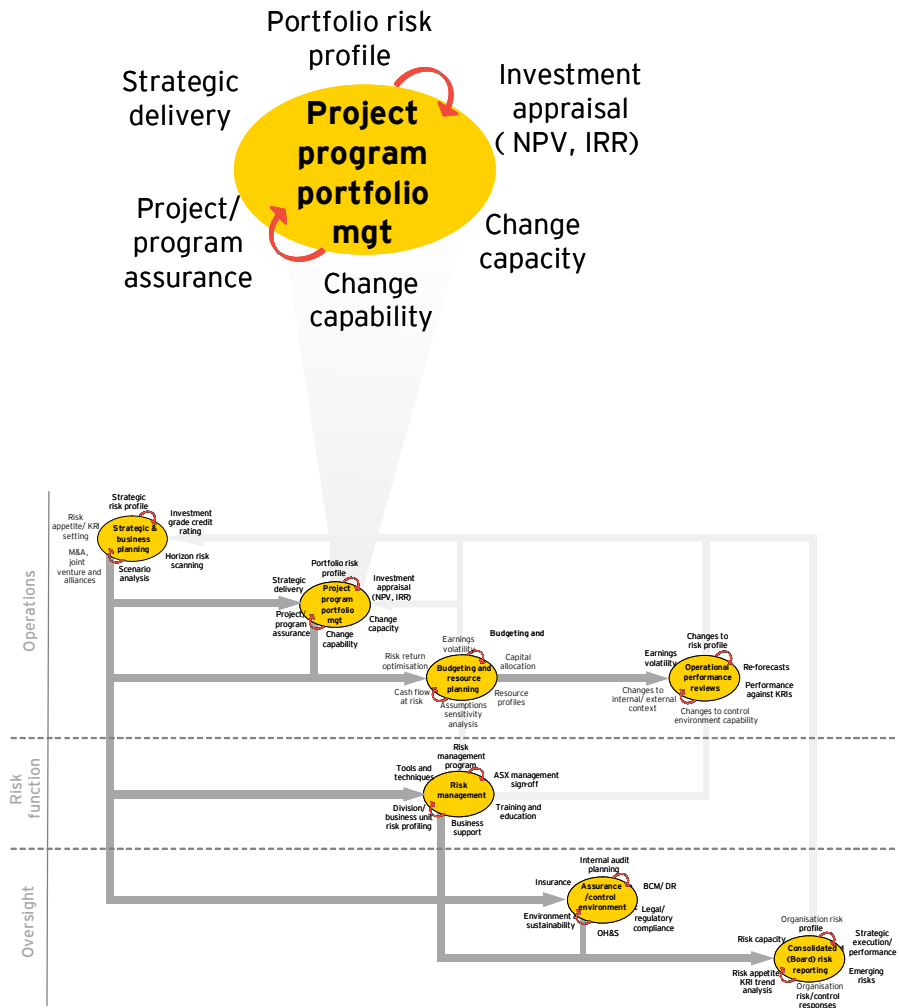 Portfolio risk
profile
Strategic
delivery
Investment
appraisal
( NPV, IRR)
Project
program
portfolio
mgt
Project/
program
assurance
Change
capacity
Change
capability
Operations
Strategic
risk profile
Risk
appetite/ KRI
setting
Investment
grade credit
rating
Strategic &
business
planning
M&A,
joint
venture and
alliances
Scenario
analysis
Horizon risk
scanning
Portfolio risk
profile
Strategic
delivery
Investment
appraisal
(NPV, IRR)
Project
program
portfolio
mgt
Project/
program
assurance
Change
capability
Change
capacity
Earnings
volatility
Budgeting and
Risk return
optimisation
Capital
allocation
Budgeting and
resource
planning
Cash flow
at risk
Assumptions
sensitivity
analysis
Resource
profiles
Changes to
risk profile
Earnings
volatility
Re-forecasts
Operational
performance
reviews
Performance
against KRIs
Changes to
internal/ external
context
Changes to control
environment capability
Risk
function
Risk
management
program
Tools and
techniques
ASX management
sign-off
Risk
management
Division/
business unit
risk profiling
Business
support
Training and
education
Oversight
Internal audit
planning
Insurance
BCM/ DR
Assurance
/control
environment
Environment &
sustainability
OH&S
Legal/
regulatory
compliance
Organisation risk
profile
Risk capacity
Strategic
execution/
performance
Consolidated
(Board) risk
reporting
Risk appetite/
KRI trend
analysis
Organisation
risk/control
responses
Emerging
risks